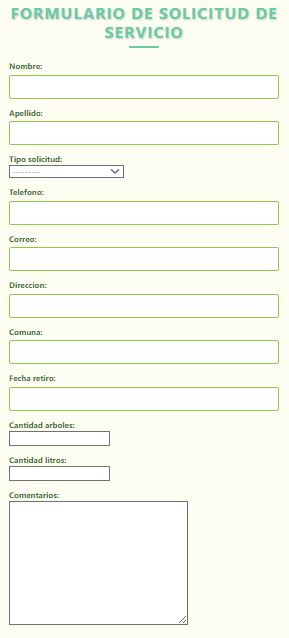 FORMULARIO DE SOLICITUD DE
SERVICIO
Nombre:
Apellido:
Tipo solicitud:
---------
Telefono:
Correo:
Direccion:
Comuna:
Fecha retiro:
Cantidad arboles:
Cantidad litros:
Comentarios: